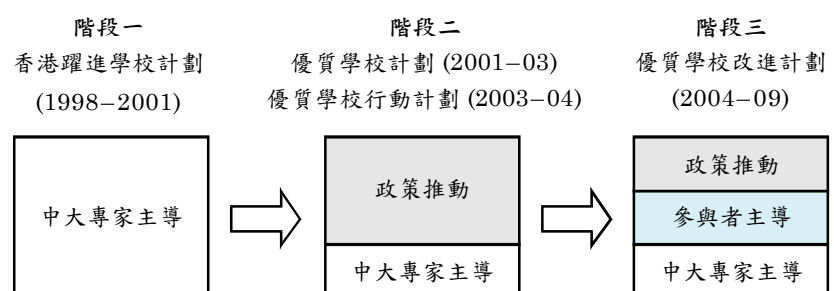 階段一
香港躍進學校計劃
(1998–2001)
階段二
優質學校計劃 (2001–03)
優質學校行動計劃 (2003–04)
階段三
優質學校改進計劃
(2004–09)
中大專家主導
政策推動
中大專家主導
政策推動
參與者主導
中大專家主導